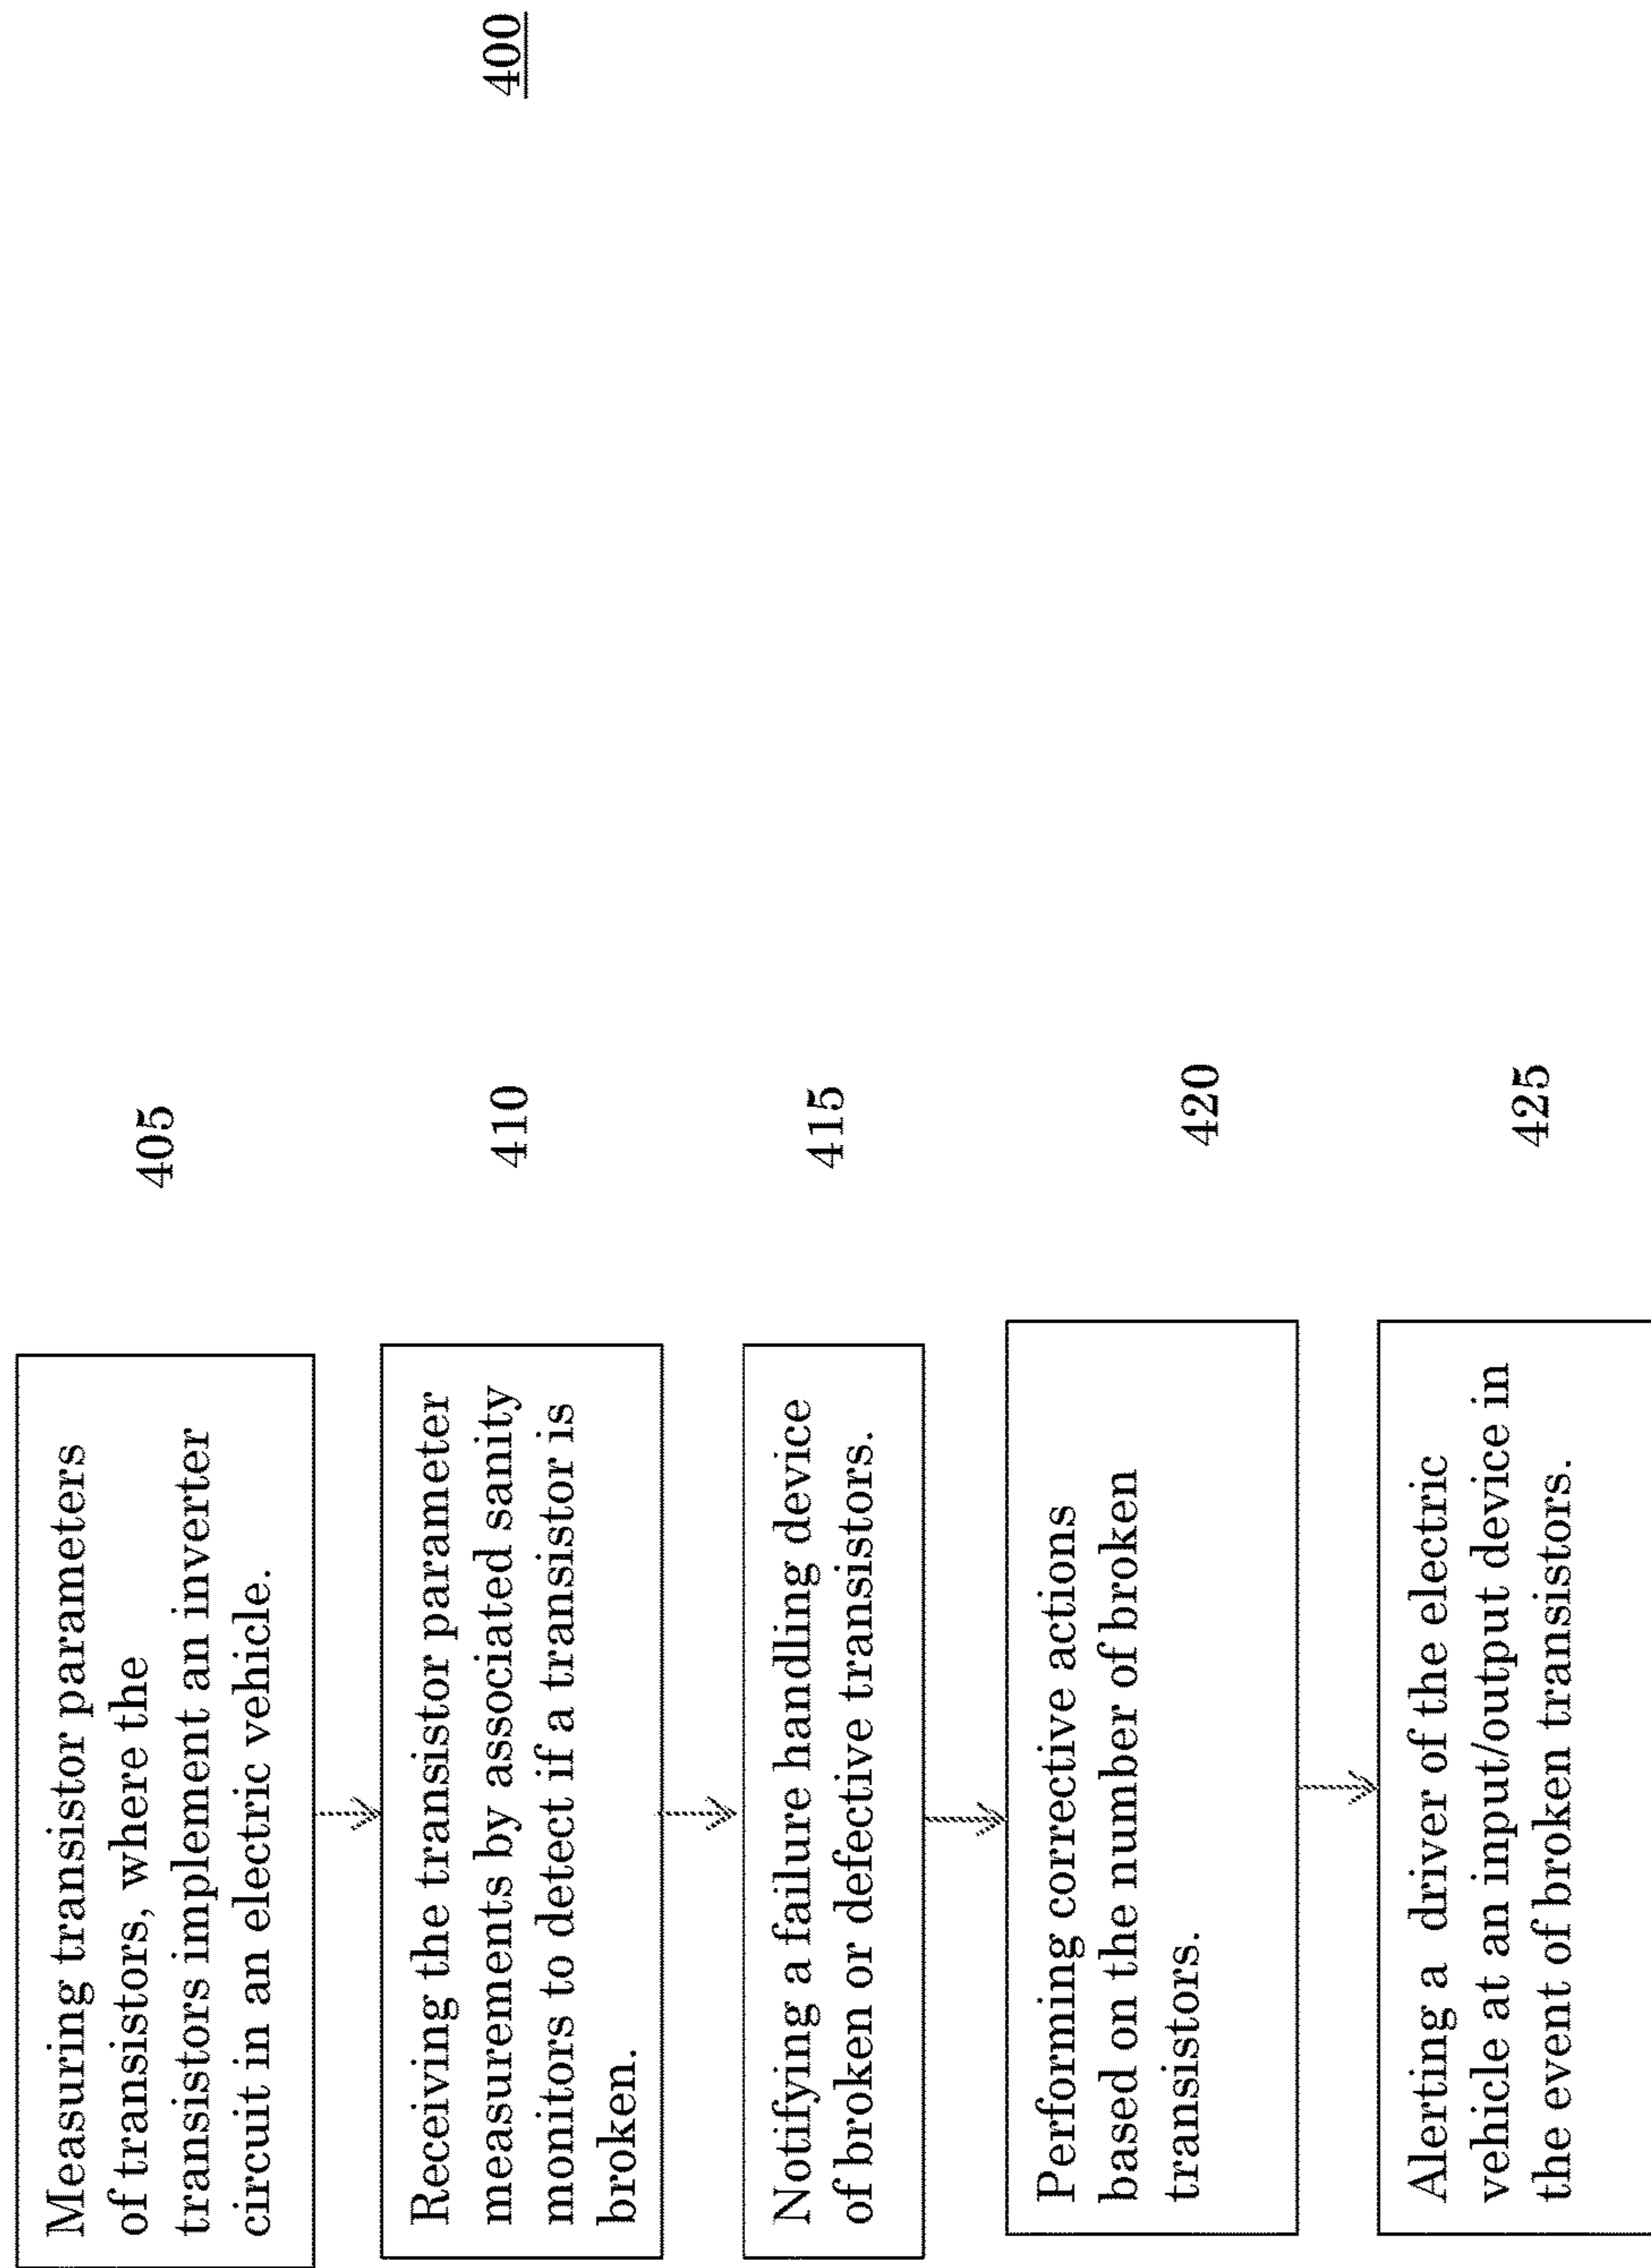 400
Measuring transistor parameters
of transistors, where the
transistors implement an inverter
circuit in an electric vehicle.
405
Receiving the transistor parameter
measurements by associated sanity
monitors to detect if a transistor is
broken.
410
Notifying a failure handling device
of broken or defective transistors.
415
Performing corrective actions
based on the number of broken
transistors.
420
Alerting a driver of the electric
vehicle at an input/output device in
the event of broken transistors.
425